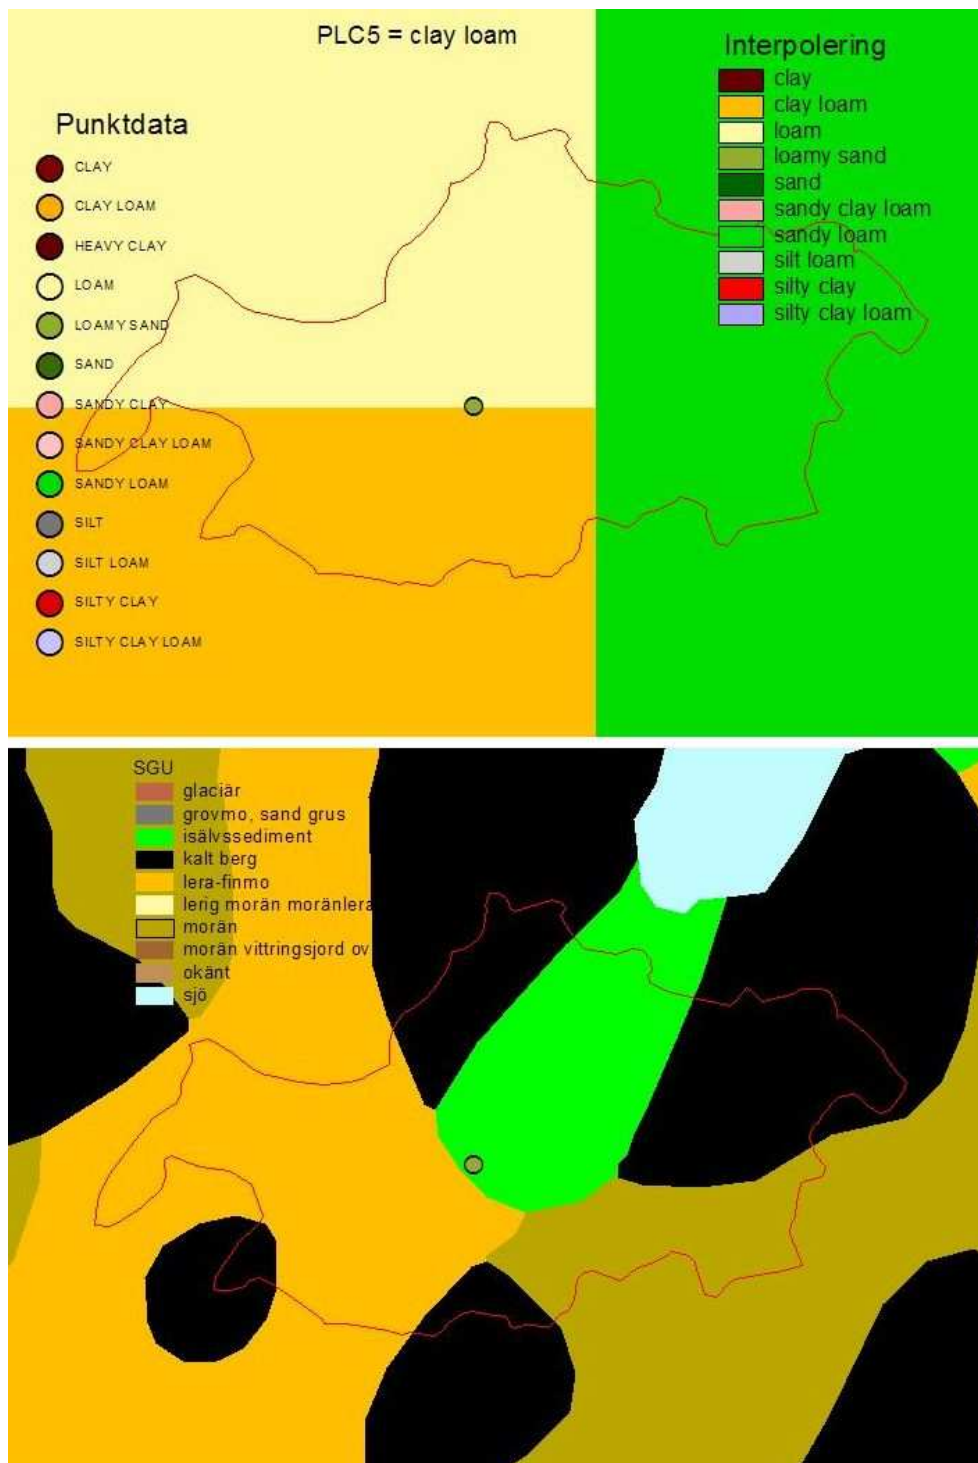 PLC5 = clay loam
Interpolering
clay
clay loam
loam
loamy sand
sand
sandy clay loam
sandy loam
silt loam
silty clay
silty clay loam
Punktdata
CLAY
CLAY LOAM
HEAVY CLAY
LOAM
LOAMY SAND
SAND
SANDY CLAY
SANDY CLAY LOAM
SANDY LOAM
SILT
SILT LOAM
SILTY CLAY
SILTY CLAY LOAM
SGU
glaciär
grovmo, sand grus
isälvssediment
kalt berg
lera-finmo
lerig morän moränlera
morän
morän vittringsjord ov
okänt
sjö